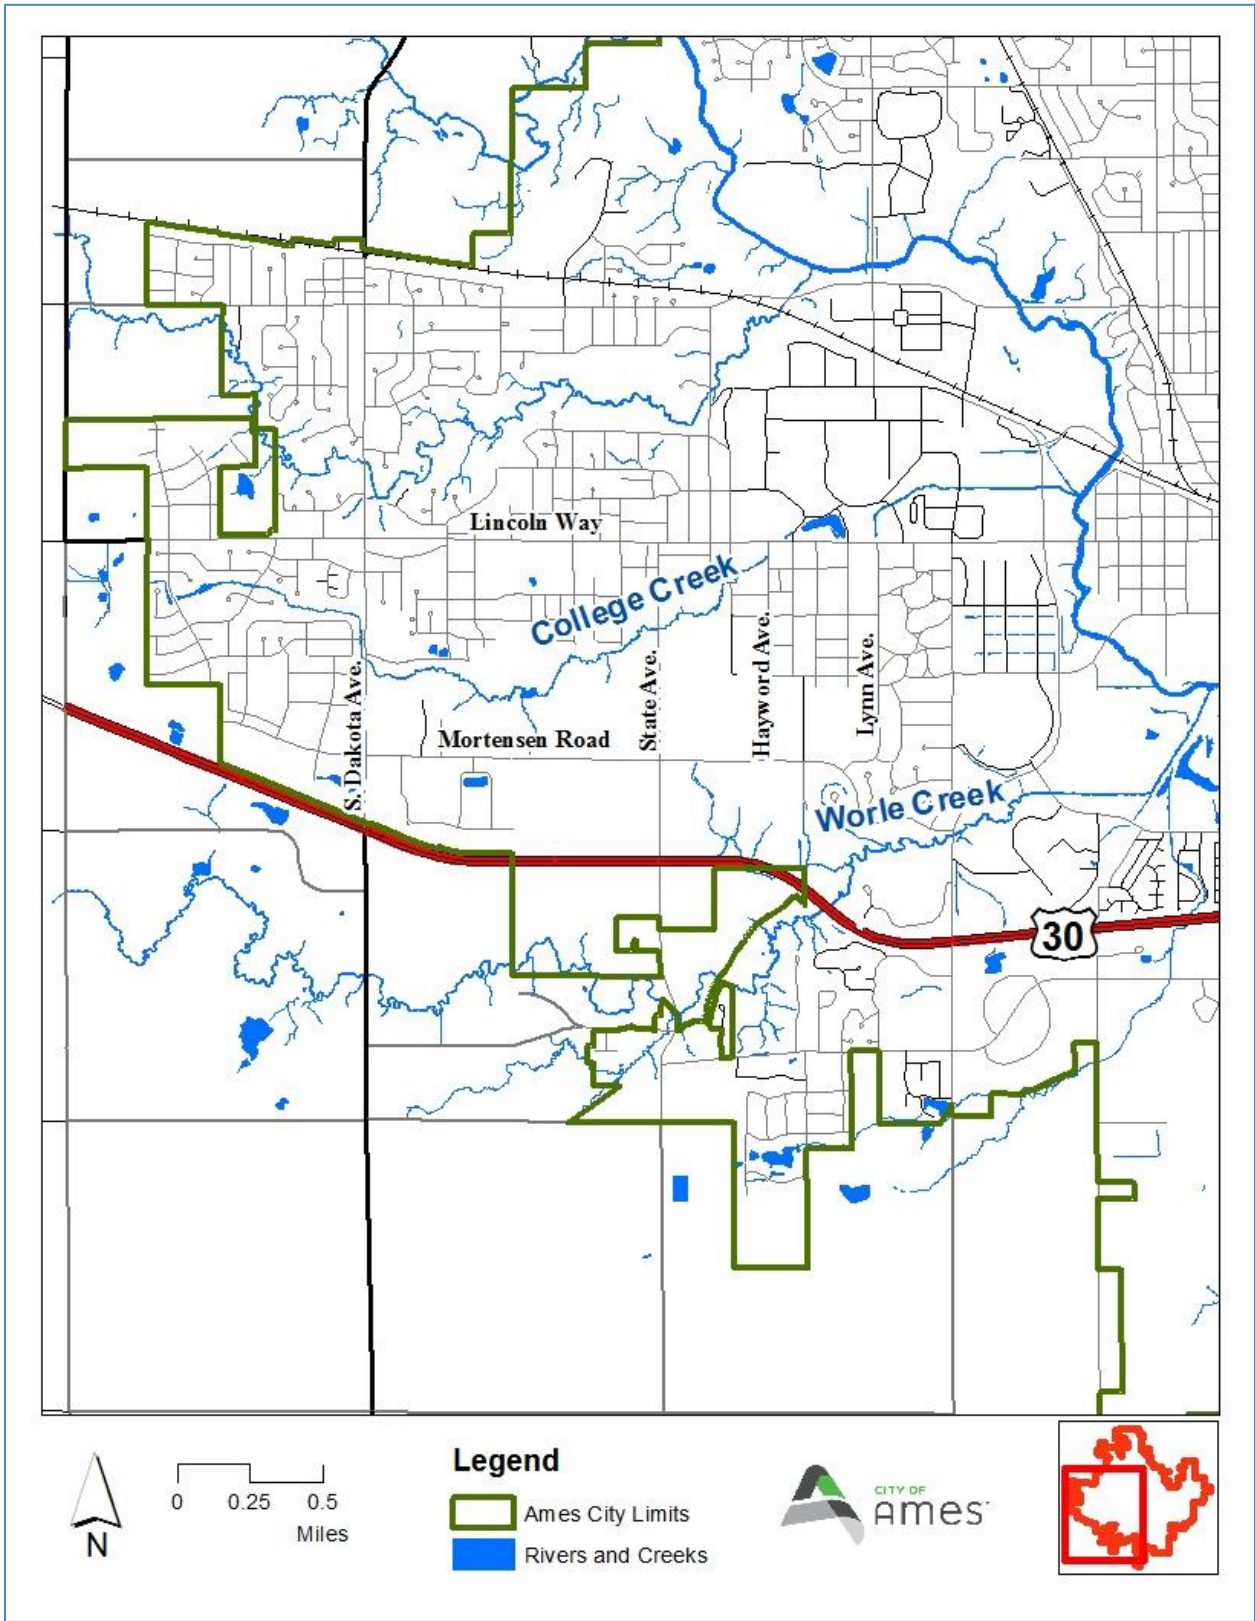 Lincoln Way
College Creek
Hayword Ave.
Lynn Ave.
State Ave.
S. Dakota Ave.
Mortensen Road
Worle Creek
30
N
0 0.25 0.5
Miles
Legend
Ames City Limits
Rivers and Creeks
CITY OF
AMES